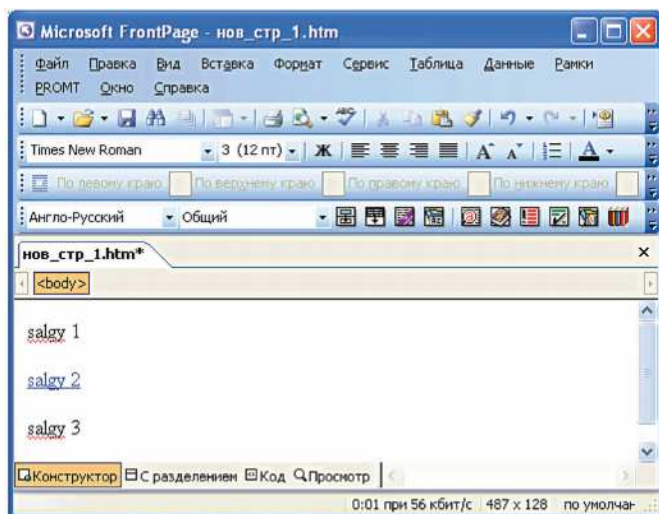 Microsoft FrontPage - нов_стр_1.htm
Файл Правка Вид Вставка Формат Сервис Таблица Данные Рамки
PROMT Окно Справка
Times New Roman 3 (12 пт) Ж A A A
По левому краю По верхнему краю По правому краю По нижнему краю
Англо-Русский Общий
нов_стр_1.htm*
<body>
salgy 1
salgy 2
salgy 3
Конструктор С разделением Код Просмотр
0:01 при 56 кбит/с 487 x 128 по умолчан